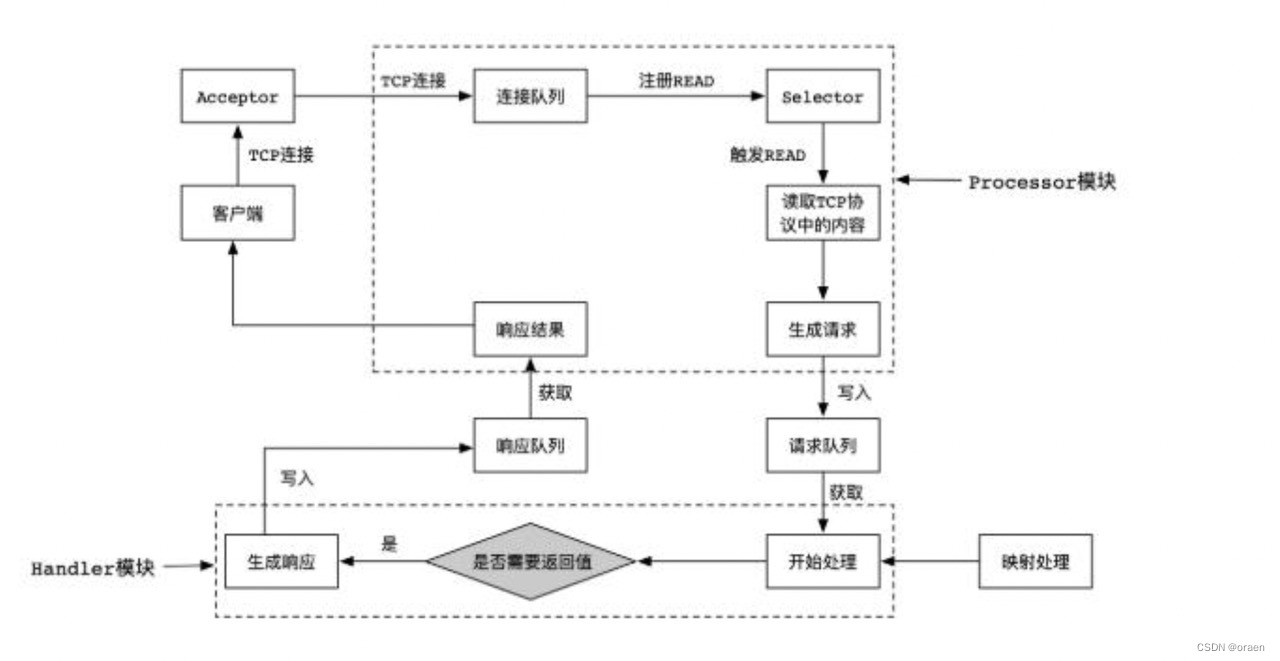 Acceptor
TCP连接
连接队列
注册READ
Selector
TCP连接
触发READ
Processor模块
客户端
读取TCP协
议中的内容
响应结果
生成请求
获取
写入
响应队列
请求队列
写入
获取
Handler模块
生成响应
是
是否需要返回值
开始处理
映射处理
CSDN @oraen